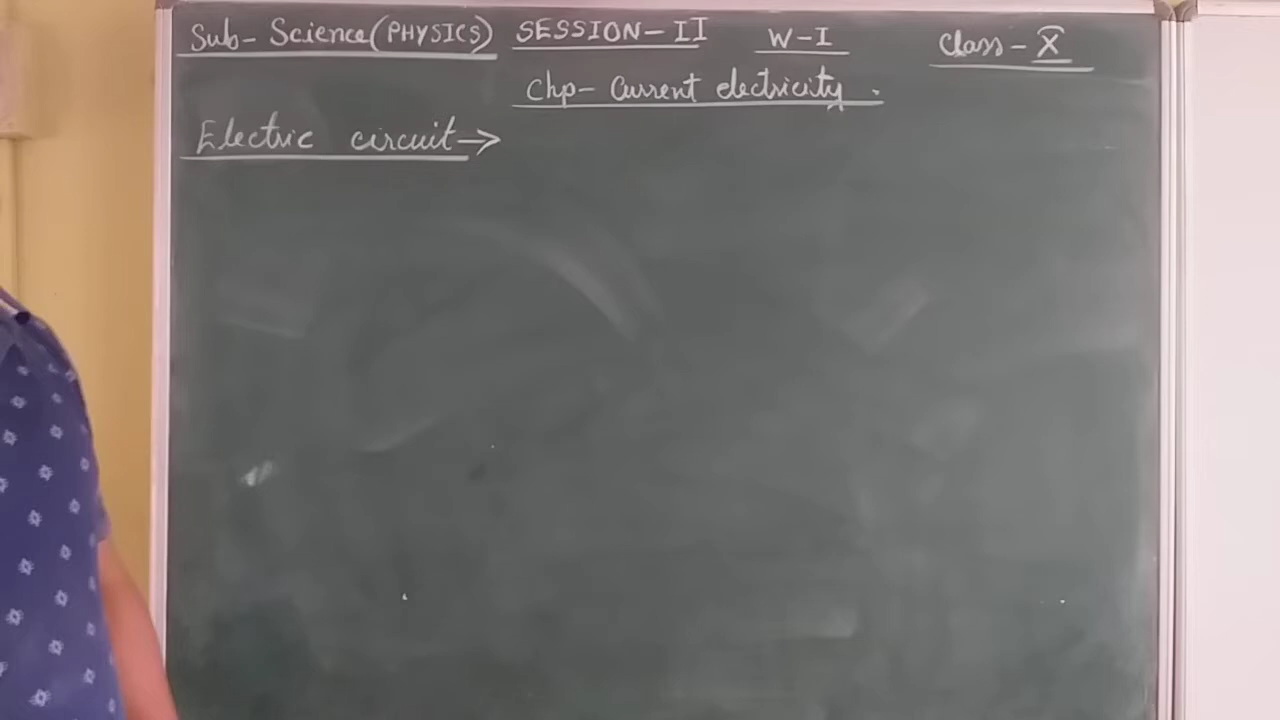 Sub- Science (PHYSICS) SESSION-II W-I Class- X
Chp- Current electricity.
Electric circuit→